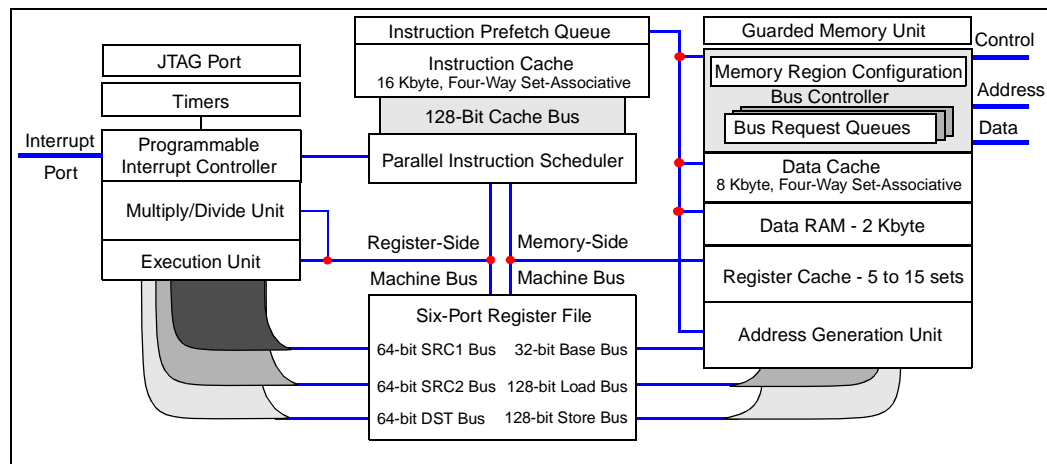 JTAG Port
Timers
Interrupt
Port
Programmable
Interrupt Controller
Multiply/Divide Unit
Execution Unit
Instruction Prefetch Queue
Instruction Cache
16 Kbyte, Four-Way Set-Associative
128-Bit Cache Bus
Parallel Instruction Scheduler
Register-Side
Machine Bus
Memory-Side
Machine Bus
Six-Port Register File
64-bit SRC1 Bus
32-bit Base Bus
64-bit SRC2 Bus
128-bit Load Bus
64-bit DST Bus
128-bit Store Bus
Guarded Memory Unit
Memory Region Configuration
Bus Controller
Bus Request Queues
Control
Address
Data
Data Cache
8 Kbyte, Four-Way Set-Associative
Data RAM - 2 Kbyte
Register Cache - 5 to 15 sets
Address Generation Unit